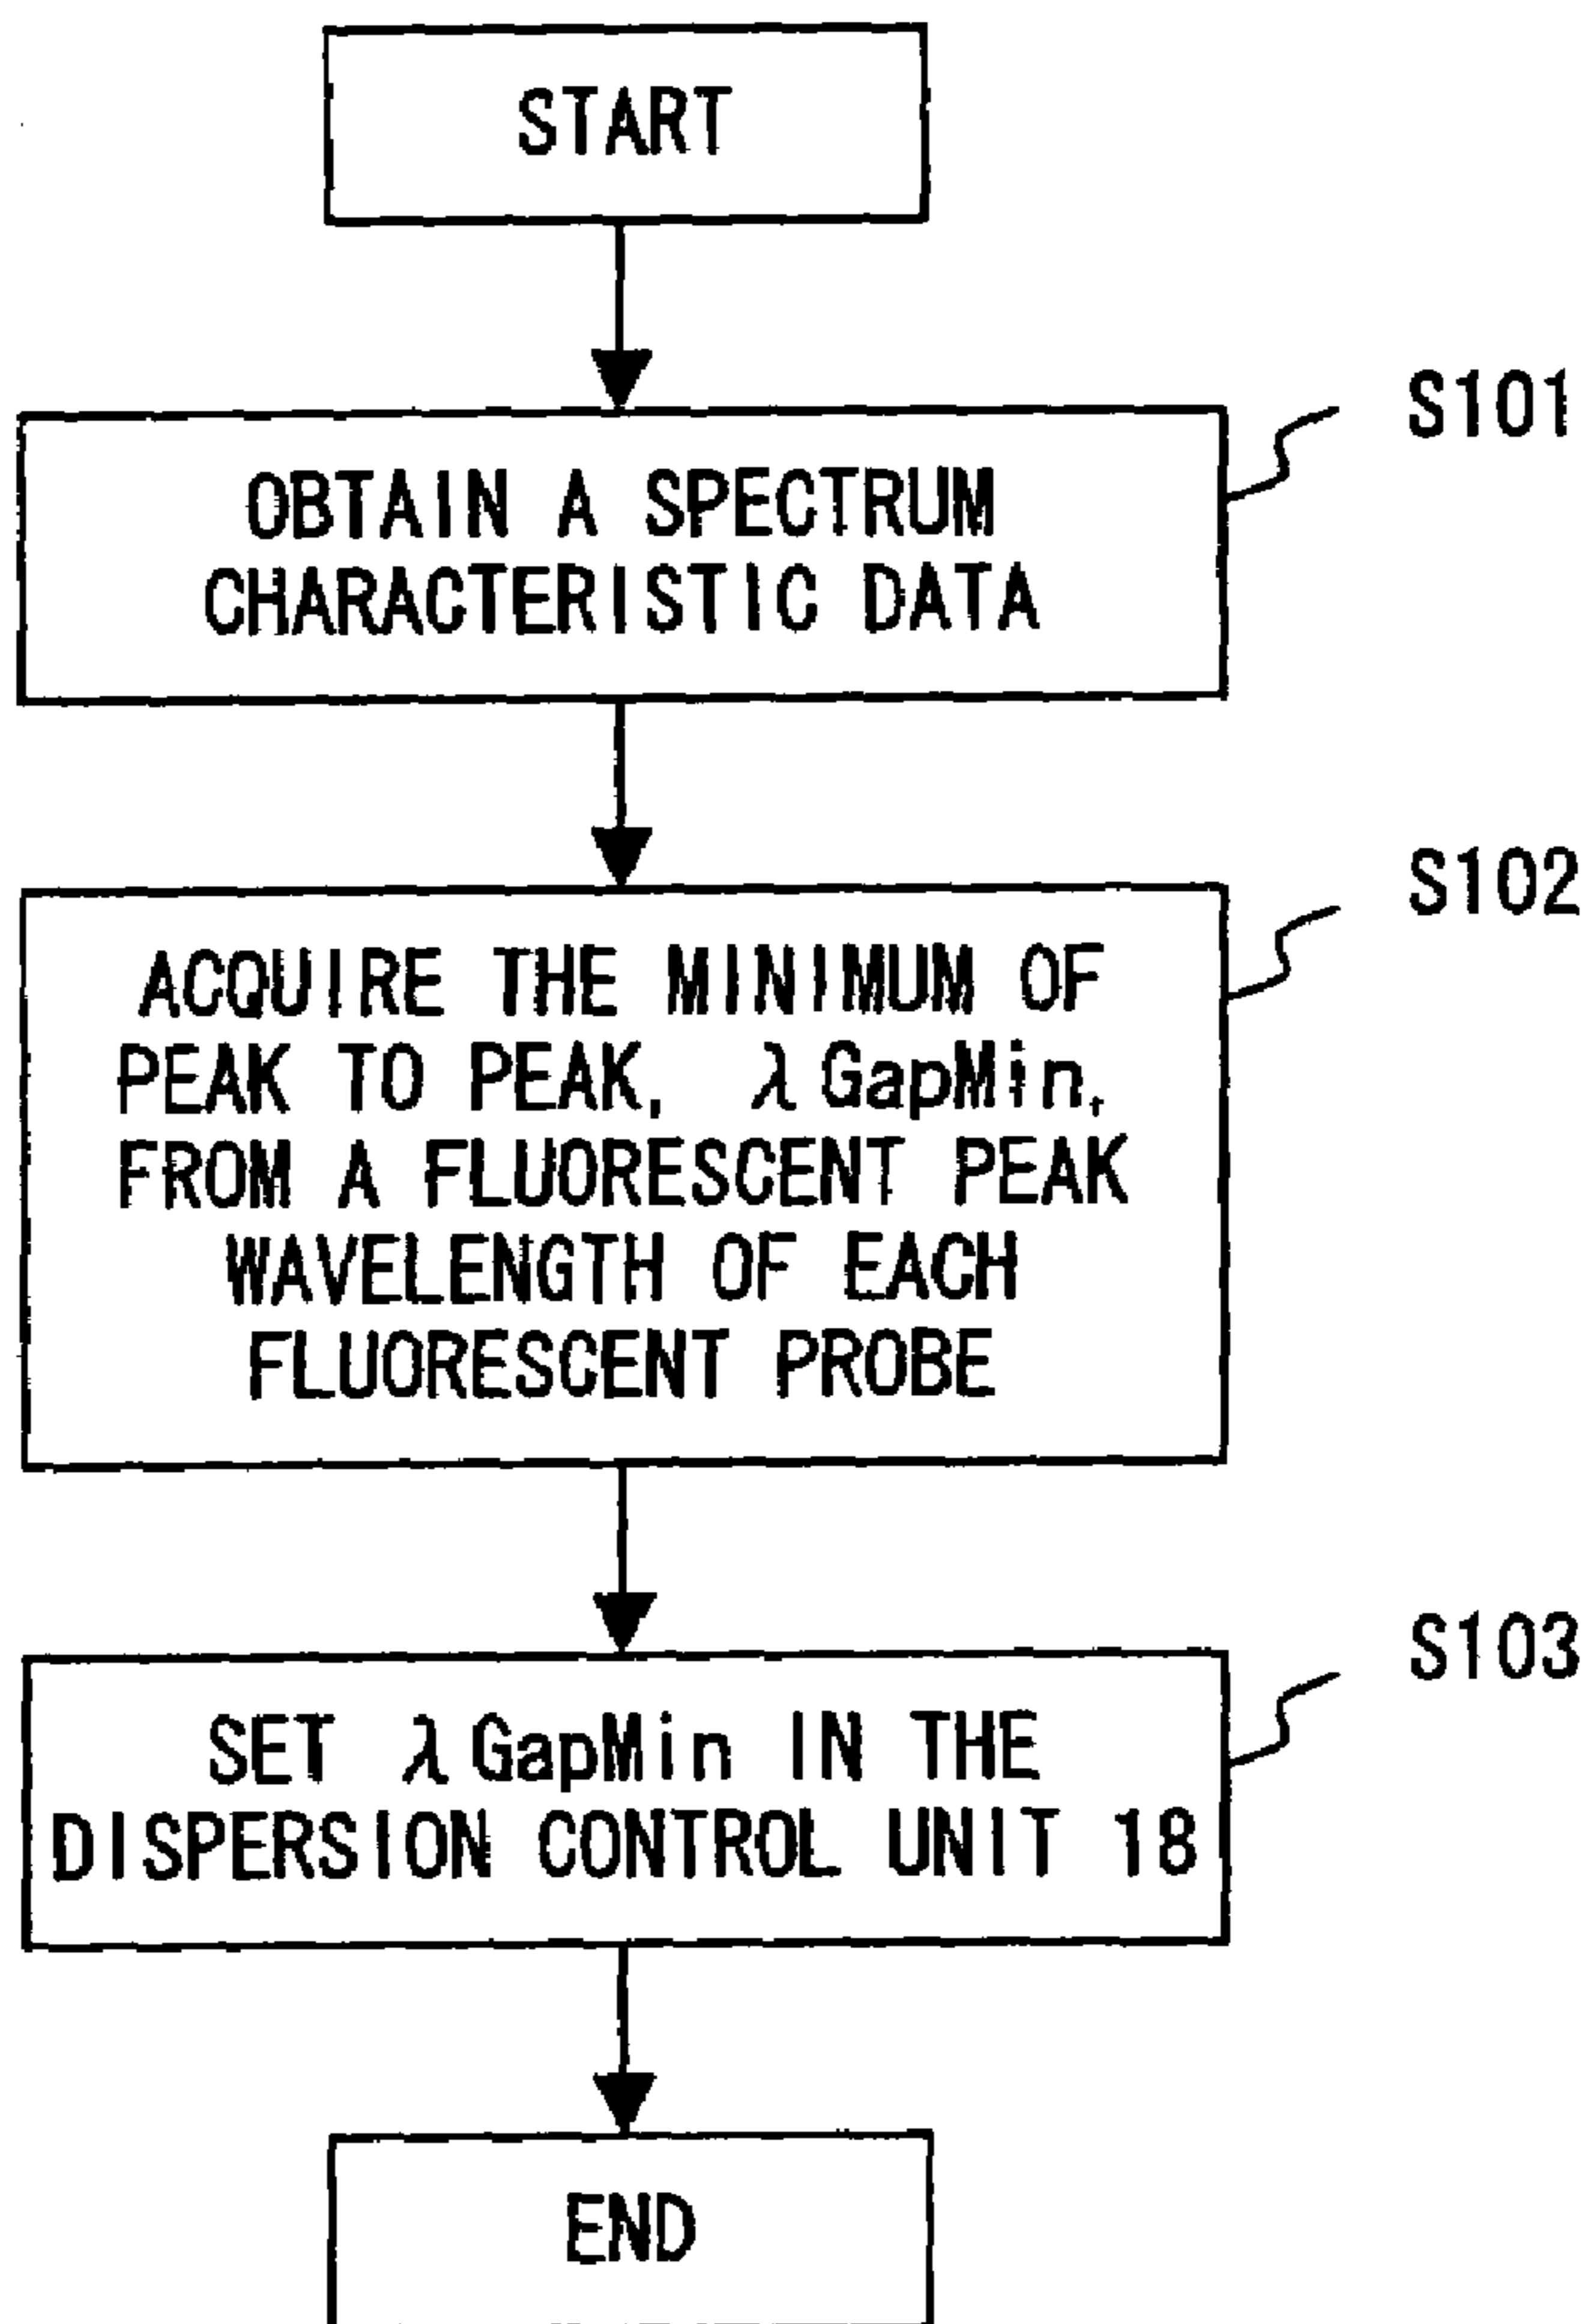 START
S101
OBTAIN A SPECTRUM
CHARACTERISTIC DATA
S102
ACQUIRE THE MINIMUM OF
PEAK TO PEAK, λGapMin,
FROM A FLUORESCENT PEAK
WAVELENGTH OF EACH
FLUORESCENT PROBE
S103
SET λGapMin IN THE
DISPERSION CONTROL UNIT 18
END